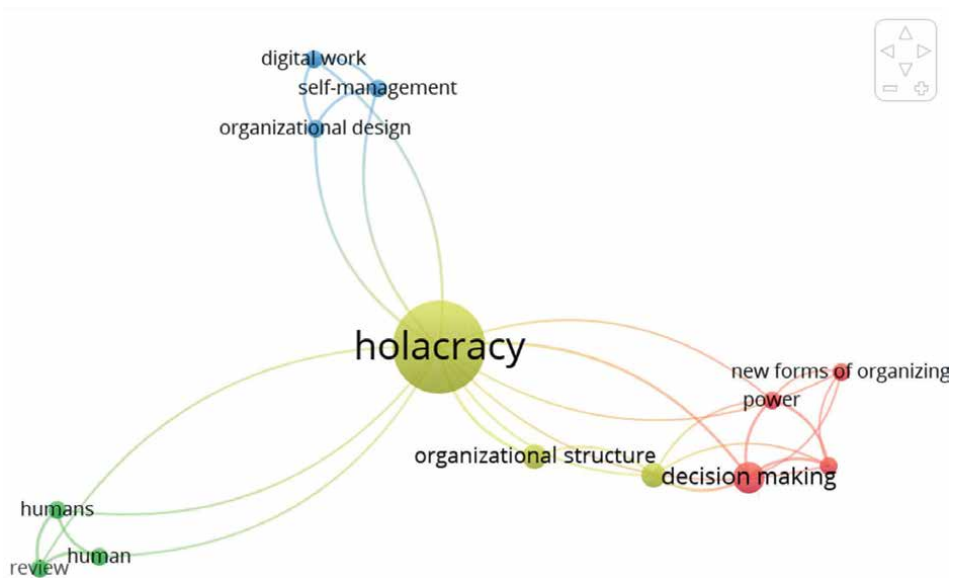 digital work
self-management
organizational design
holacracy
new forms of organizing
power
organizational structure
decision making
humans
human
review